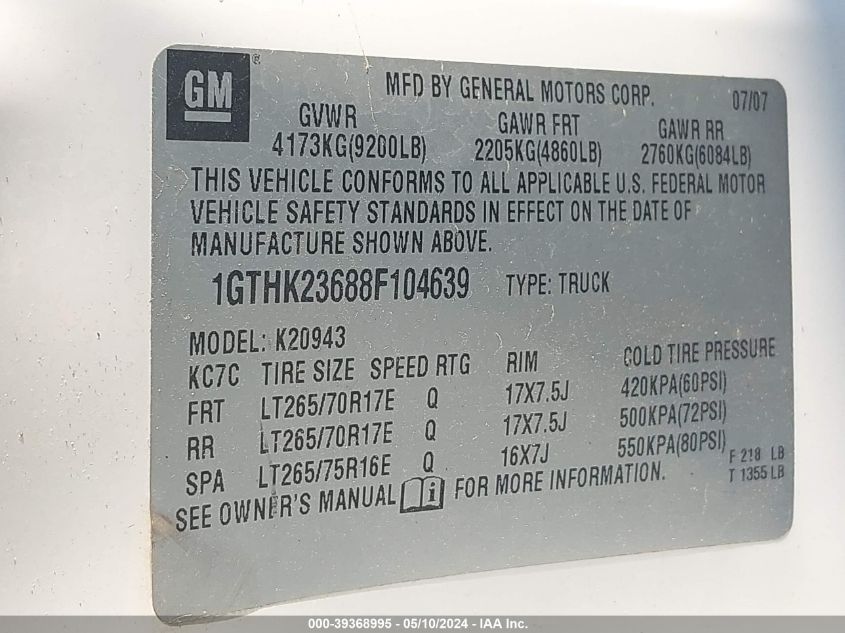 GM®
MFD BY GENERAL MOTORS CORP. 07/07
GVWR GAWR FRT GAWR RR
4173KG(9200LB) 2205KG(4860LB) 2760KG(6084LB)
THIS VEHICLE CONFORMS TO ALL APPLICABLE U.S. FEDERAL MOTOR
VEHICLE SAFETY STANDARDS IN EFFECT ON THE DATE OF
MANUFACTURE SHOWN ABOVE.
1GTHK23688F104639 TYPE: TRUCK
MODEL: K20943
KC7C TIRE SIZE SPEED RTG RIM COLD TIRE PRESSURE
FRT LT265/70R17E Q 17X7.5J 420KPA(60PSI)
RR LT265/70R17E Q 17X7.5J 500KPA(72PSI)
SPA LT265/75R16E Q 16X7J 550KPA(80PSI)
F 218 LB
T 1355 LB
SEE OWNER'S MANUAL i FOR MORE INFORMATION.
000-39368995 - 05/10/2024 - IAA Inc.